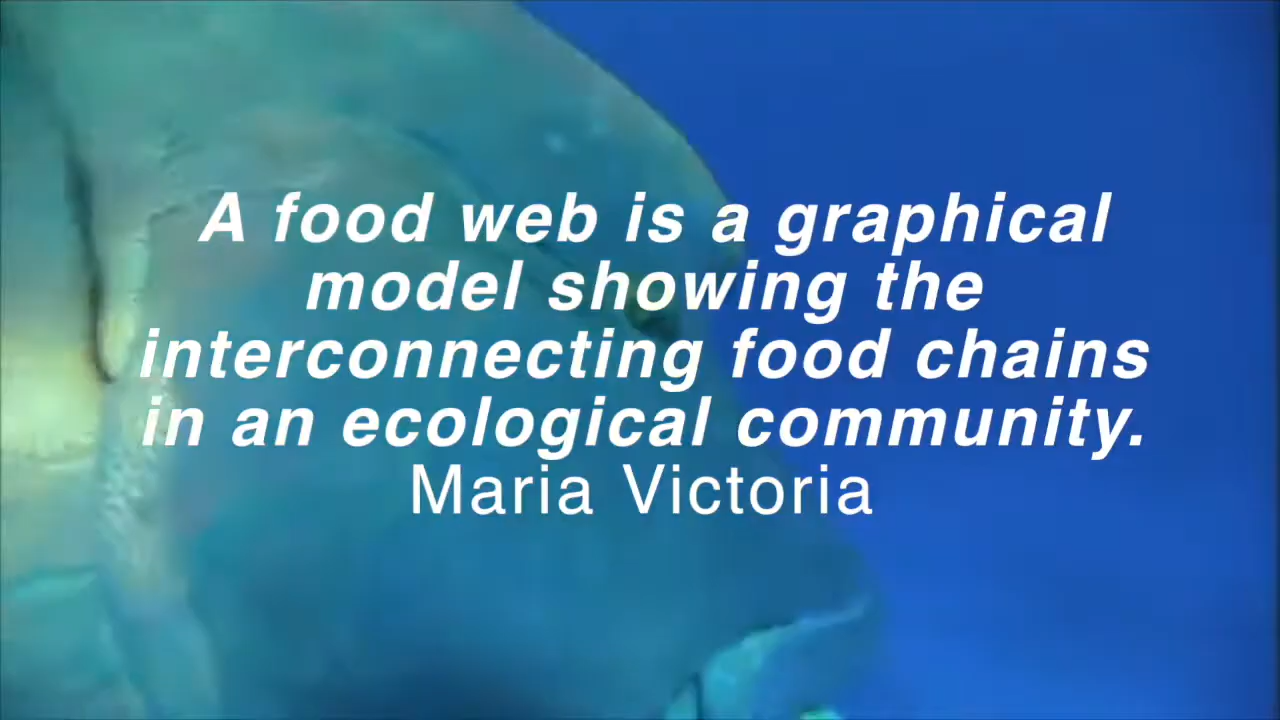 A food web is a graphical
model showing the
interconnecting food chains
in an ecological community.
Maria Victoria